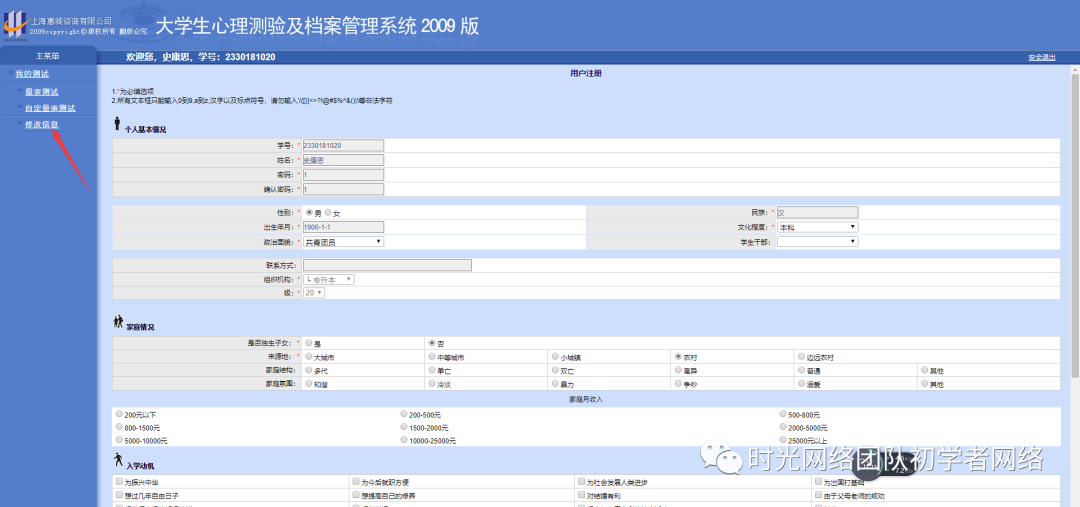 上海惠诚咨询有限公司
2009copyright©版权所有 翻版必究
大学生心理测验及档案管理系统 2009 版
主菜单
欢迎您，史康思，学号：2330181020
安全退出
我的测试
量表测试
自定量表测试
修改信息
用户注册
1.*为必填选项
2.所有文本框只能输入0到9,a到z,汉字以及标点符号，请勿输入
等非法字符
个人基本情况
学号：* 2330181020
姓名：* 史康思
密码：* 1
确认密码：* 1
性别：* 男 女
民族：* 汉
出生年月：* 1900-1-1
文化程度：* 本科
政治面貌：* 共青团员
学生干部：
联系方式：
组织机构：* └ 专升本
级：* 20
家庭情况
是否独生子女：* 是 否
来源地：* 大城市 中等城市 小城镇 农村 边远农村
家庭结构： 多代 单亡 双亡 离异 普通 其他
家庭氛围： 和谐 冷淡 暴力 争吵 溺爱 其他
家庭月收入
200元以下 200-500元 500-800元
800-1500元 1500-2000元 2000-5000元
5000-10000元 10000-25000元 25000元以上
入学动机
为振兴中华 为今后就职方便 为社会发展人类进步 为出国打基础
想过几年自由日子 想提高自己的修养 对结婚有利 由于父母老师的规劝
时光网络团队初学者网络